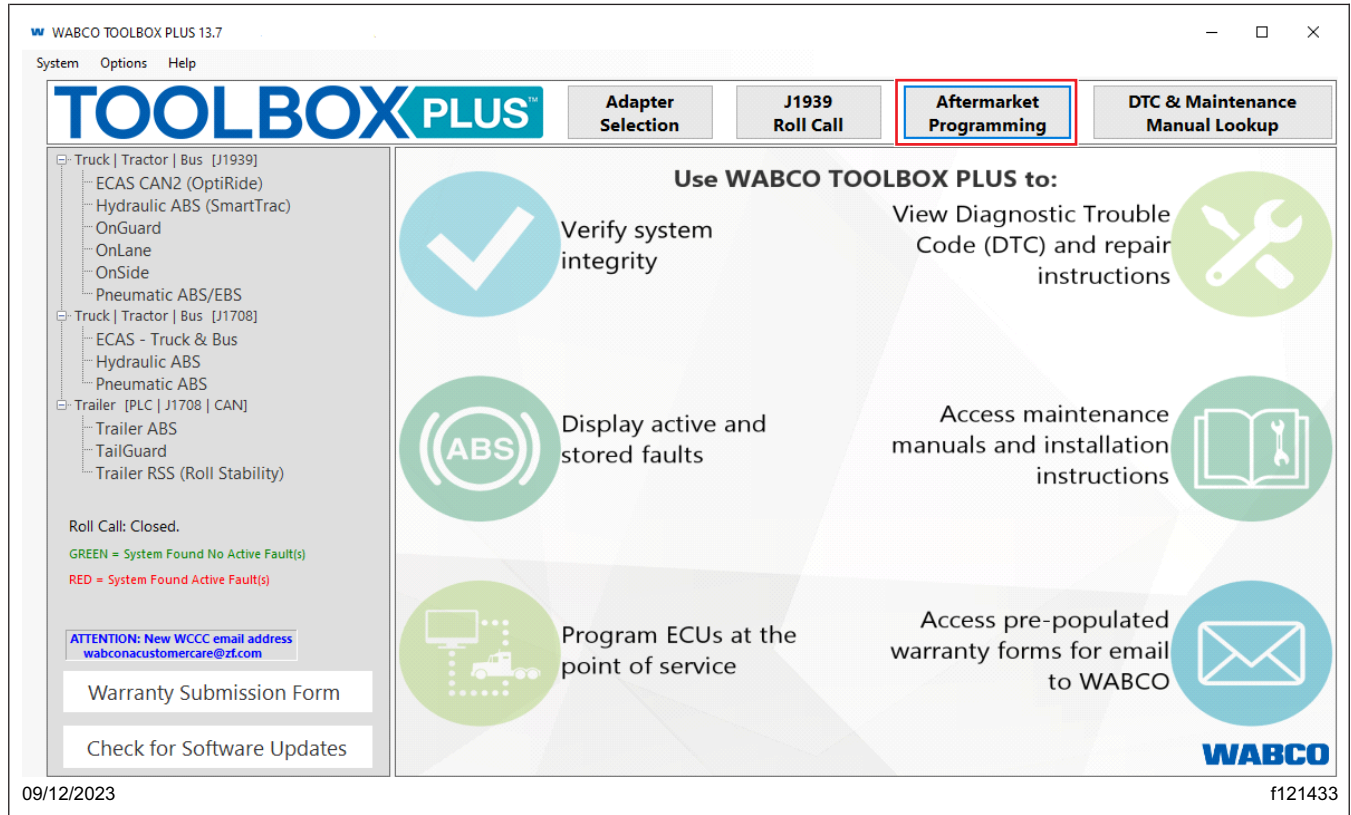 WABCO TOOLBOX PLUS 13.7
System Options Help
TOOLBOX PLUS™
Adapter
Selection
J1939
Roll Call
Aftermarket
Programming
DTC & Maintenance
Manual Lookup
Truck | Tractor | Bus [J1939]
ECAS CAN2 (OptiRide)
Hydraulic ABS (SmartTrac)
OnGuard
OnLane
OnSide
Pneumatic ABS/EBS
Truck | Tractor | Bus [J1708]
ECAS - Truck & Bus
Hydraulic ABS
Pneumatic ABS
Trailer [PLC | J1708 | CAN]
Trailer ABS
TailGuard
Trailer RSS (Roll Stability)
Roll Call: Closed.
GREEN = System Found No Active Fault(s)
RED = System Found Active Fault(s)
ATTENTION: New WCCC email address
wabconacustomercare@zf.com
Warranty Submission Form
Check for Software Updates
Use WABCO TOOLBOX PLUS to:
Verify system
integrity
View Diagnostic Trouble
Code (DTC) and repair
instructions
ABS
Display active and
stored faults
Access maintenance
manuals and installation
instructions
Program ECUs at the
point of service
Access pre-populated
warranty forms for email
to WABCO
WABCO
09/12/2023
f121433